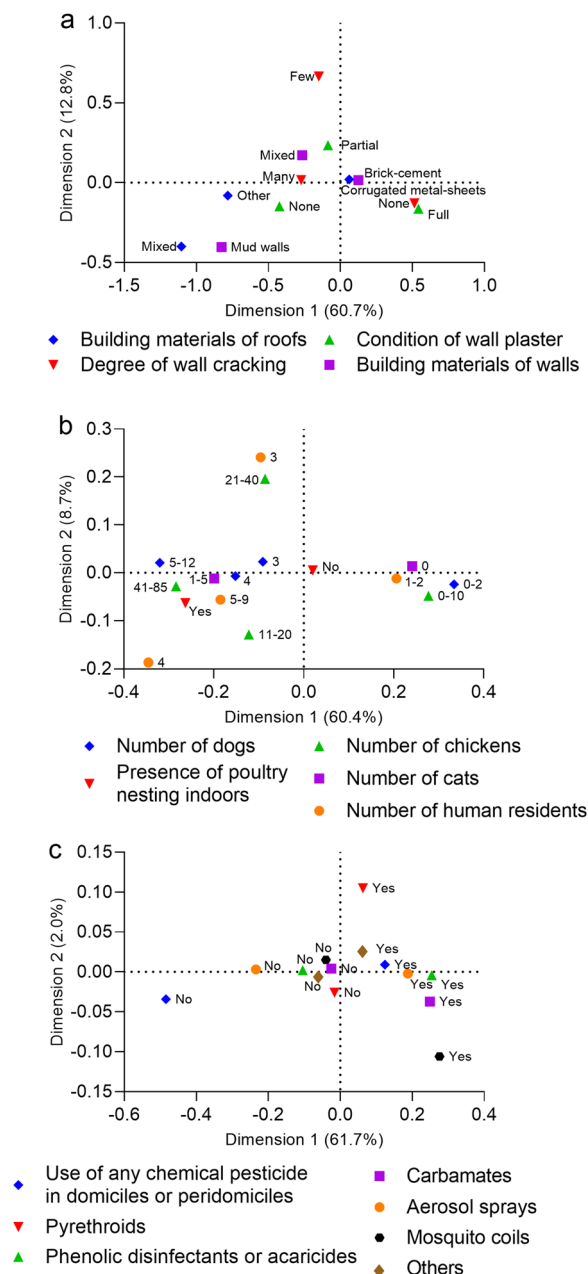 a
1.0
0.5
0.0
-0.5
Dimension 2 (12.8%)
Few
Partial
Mixed
Brick-cement
Many
Corrugated metal-sheets
Other
None
None
Full
Mixed
Mud walls
-1.5
-1.0
-0.5
0.0
0.5
1.0
Dimension 1 (60.7%)
Building materials of roofs
Condition of wall plaster
Degree of wall cracking
Building materials of walls
b
0.3
0.2
0.1
0.0
-0.1
-0.2
Dimension 2 (8.7%)
3
21-40
5-12
3
No
0
1-5
4
1-2
0-2
41-85
0-10
Yes
5-9
11-20
4
-0.4
-0.2
0.0
0.2
0.4
Dimension 1 (60.4%)
Number of dogs
Number of chickens
Presence of poultry
nesting indoors
Number of cats
Number of human residents
c
0.15
0.10
0.05
0.00
-0.05
-0.10
-0.15
Dimension 2 (2.0%)
Yes
No
Yes
No
No
No
Yes
No
No
No
Yes
Yes
Yes
Yes
-0.6
-0.4
-0.2
0.0
0.2
0.4
Dimension 1 (61.7%)
Use of any chemical pesticide
in domiciles or peridomiciles
Carbamates
Pyrethroids
Aerosol sprays
Phenolic disinfectants or acaricides
Mosquito coils
Others